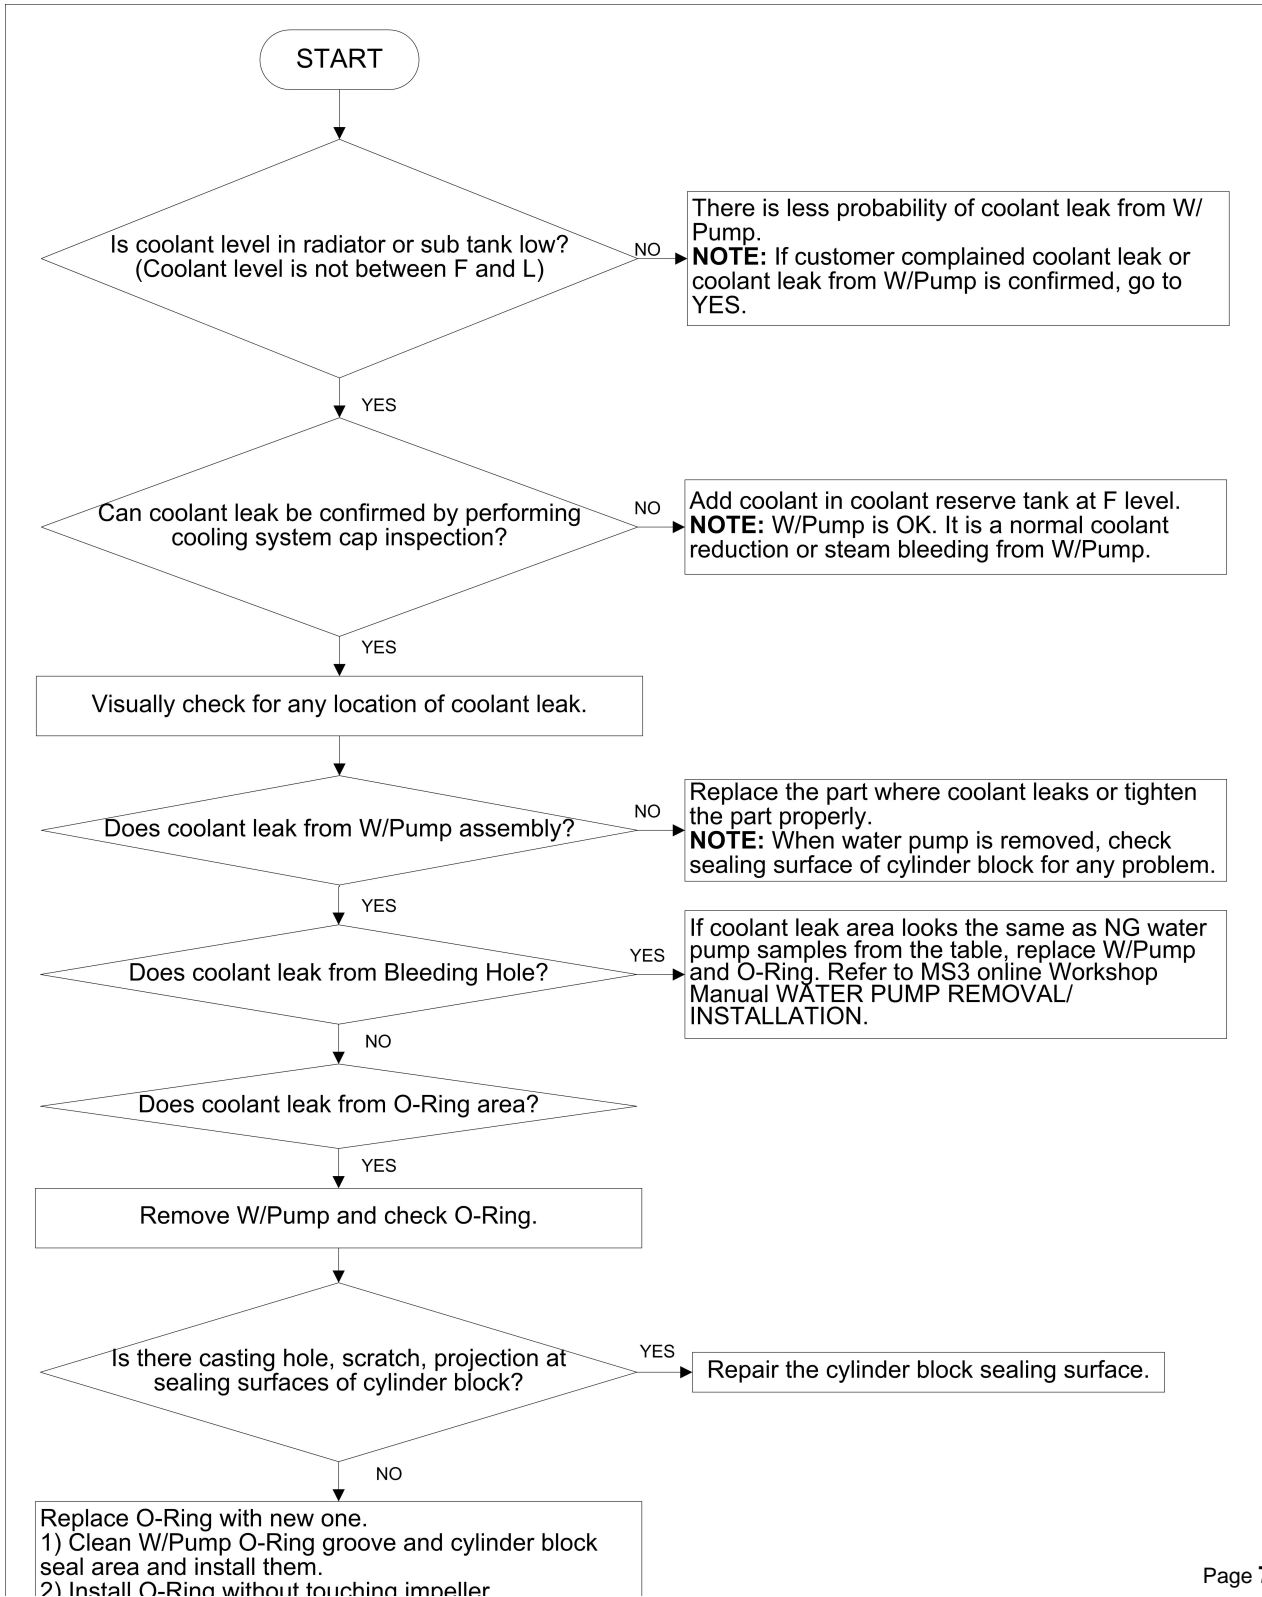 START
Is coolant level in radiator or sub tank low?
(Coolant level is not between F and L)
NO
There is less probability of coolant leak from W/
Pump.
NOTE: If customer complained coolant leak or
coolant leak from W/Pump is confirmed, go to
YES.
YES
Can coolant leak be confirmed by performing
cooling system cap inspection?
NO
Add coolant in coolant reserve tank at F level.
NOTE: W/Pump is OK. It is a normal coolant
reduction or steam bleeding from W/Pump.
YES
Visually check for any location of coolant leak.
Does coolant leak from W/Pump assembly?
NO
Replace the part where coolant leaks or tighten
the part properly.
NOTE: When water pump is removed, check
sealing surface of cylinder block for any problem.
YES
Does coolant leak from Bleeding Hole?
YES
If coolant leak area looks the same as NG water
pump samples from the table, replace W/Pump
and O-Ring. Refer to MS3 online Workshop
Manual WATER PUMP REMOVAL/
INSTALLATION.
NO
Does coolant leak from O-Ring area?
YES
Remove W/Pump and check O-Ring.
Is there casting hole, scratch, projection at
sealing surfaces of cylinder block?
YES
Repair the cylinder block sealing surface.
NO
Replace O-Ring with new one.
1) Clean W/Pump O-Ring groove and cylinder block
seal area and install them.
2) Install O-Ring without touching impeller
Page 7